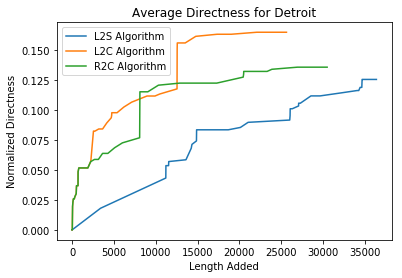 Average Directness for Detroit
L2S Algorithm
L2C Algorithm
R2C Algorithm
Normalized Directness
0.150
0.125
0.100
0.075
0.050
0.025
0.000
0 5000 10000 15000 20000 25000 30000 35000
Length Added